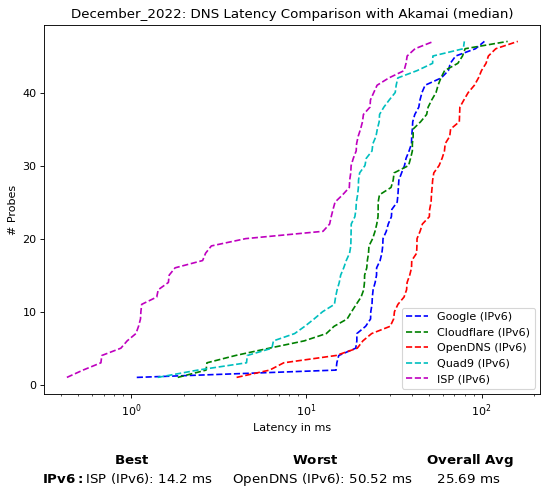 December_2022: DNS Latency Comparison with Akamai (median)
# Probes
40
30
20
10
0
Google (IPv6)
Cloudflare (IPv6)
OpenDNS (IPv6)
Quad9 (IPv6)
ISP (IPv6)
10⁰ 10¹ 10²
Latency in ms
Best Worst Overall Avg
IPv6: ISP (IPv6): 14.2 ms OpenDNS (IPv6): 50.52 ms 25.69 ms